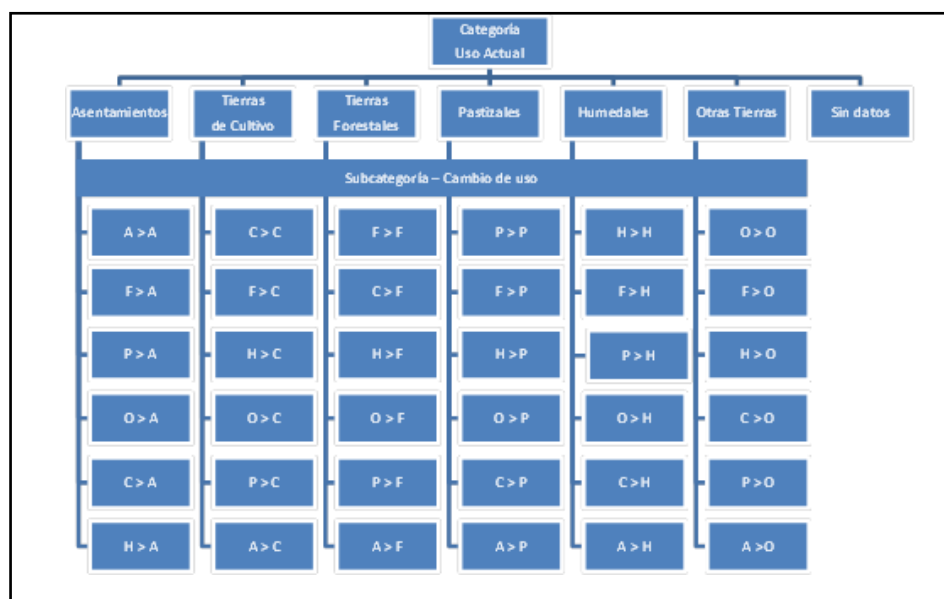 Categoría
Uso Actual
Asentamientos
Tierras
de Cultivo
Tierras
Forestales
Pastizales
Humedales
Otras Tierras
Sin datos
Subcategoría – Cambio de uso
A > A
C > C
F > F
P > P
H > H
O > O
F > A
F > C
C > F
F > P
F > H
F > O
P > A
H > C
H > F
H > P
P > H
H > O
O > A
O > C
O > F
O > P
O > H
C > O
C > A
P > C
P > F
C > P
C > H
P > O
H > A
A > C
A > F
A > P
A > H
A > O